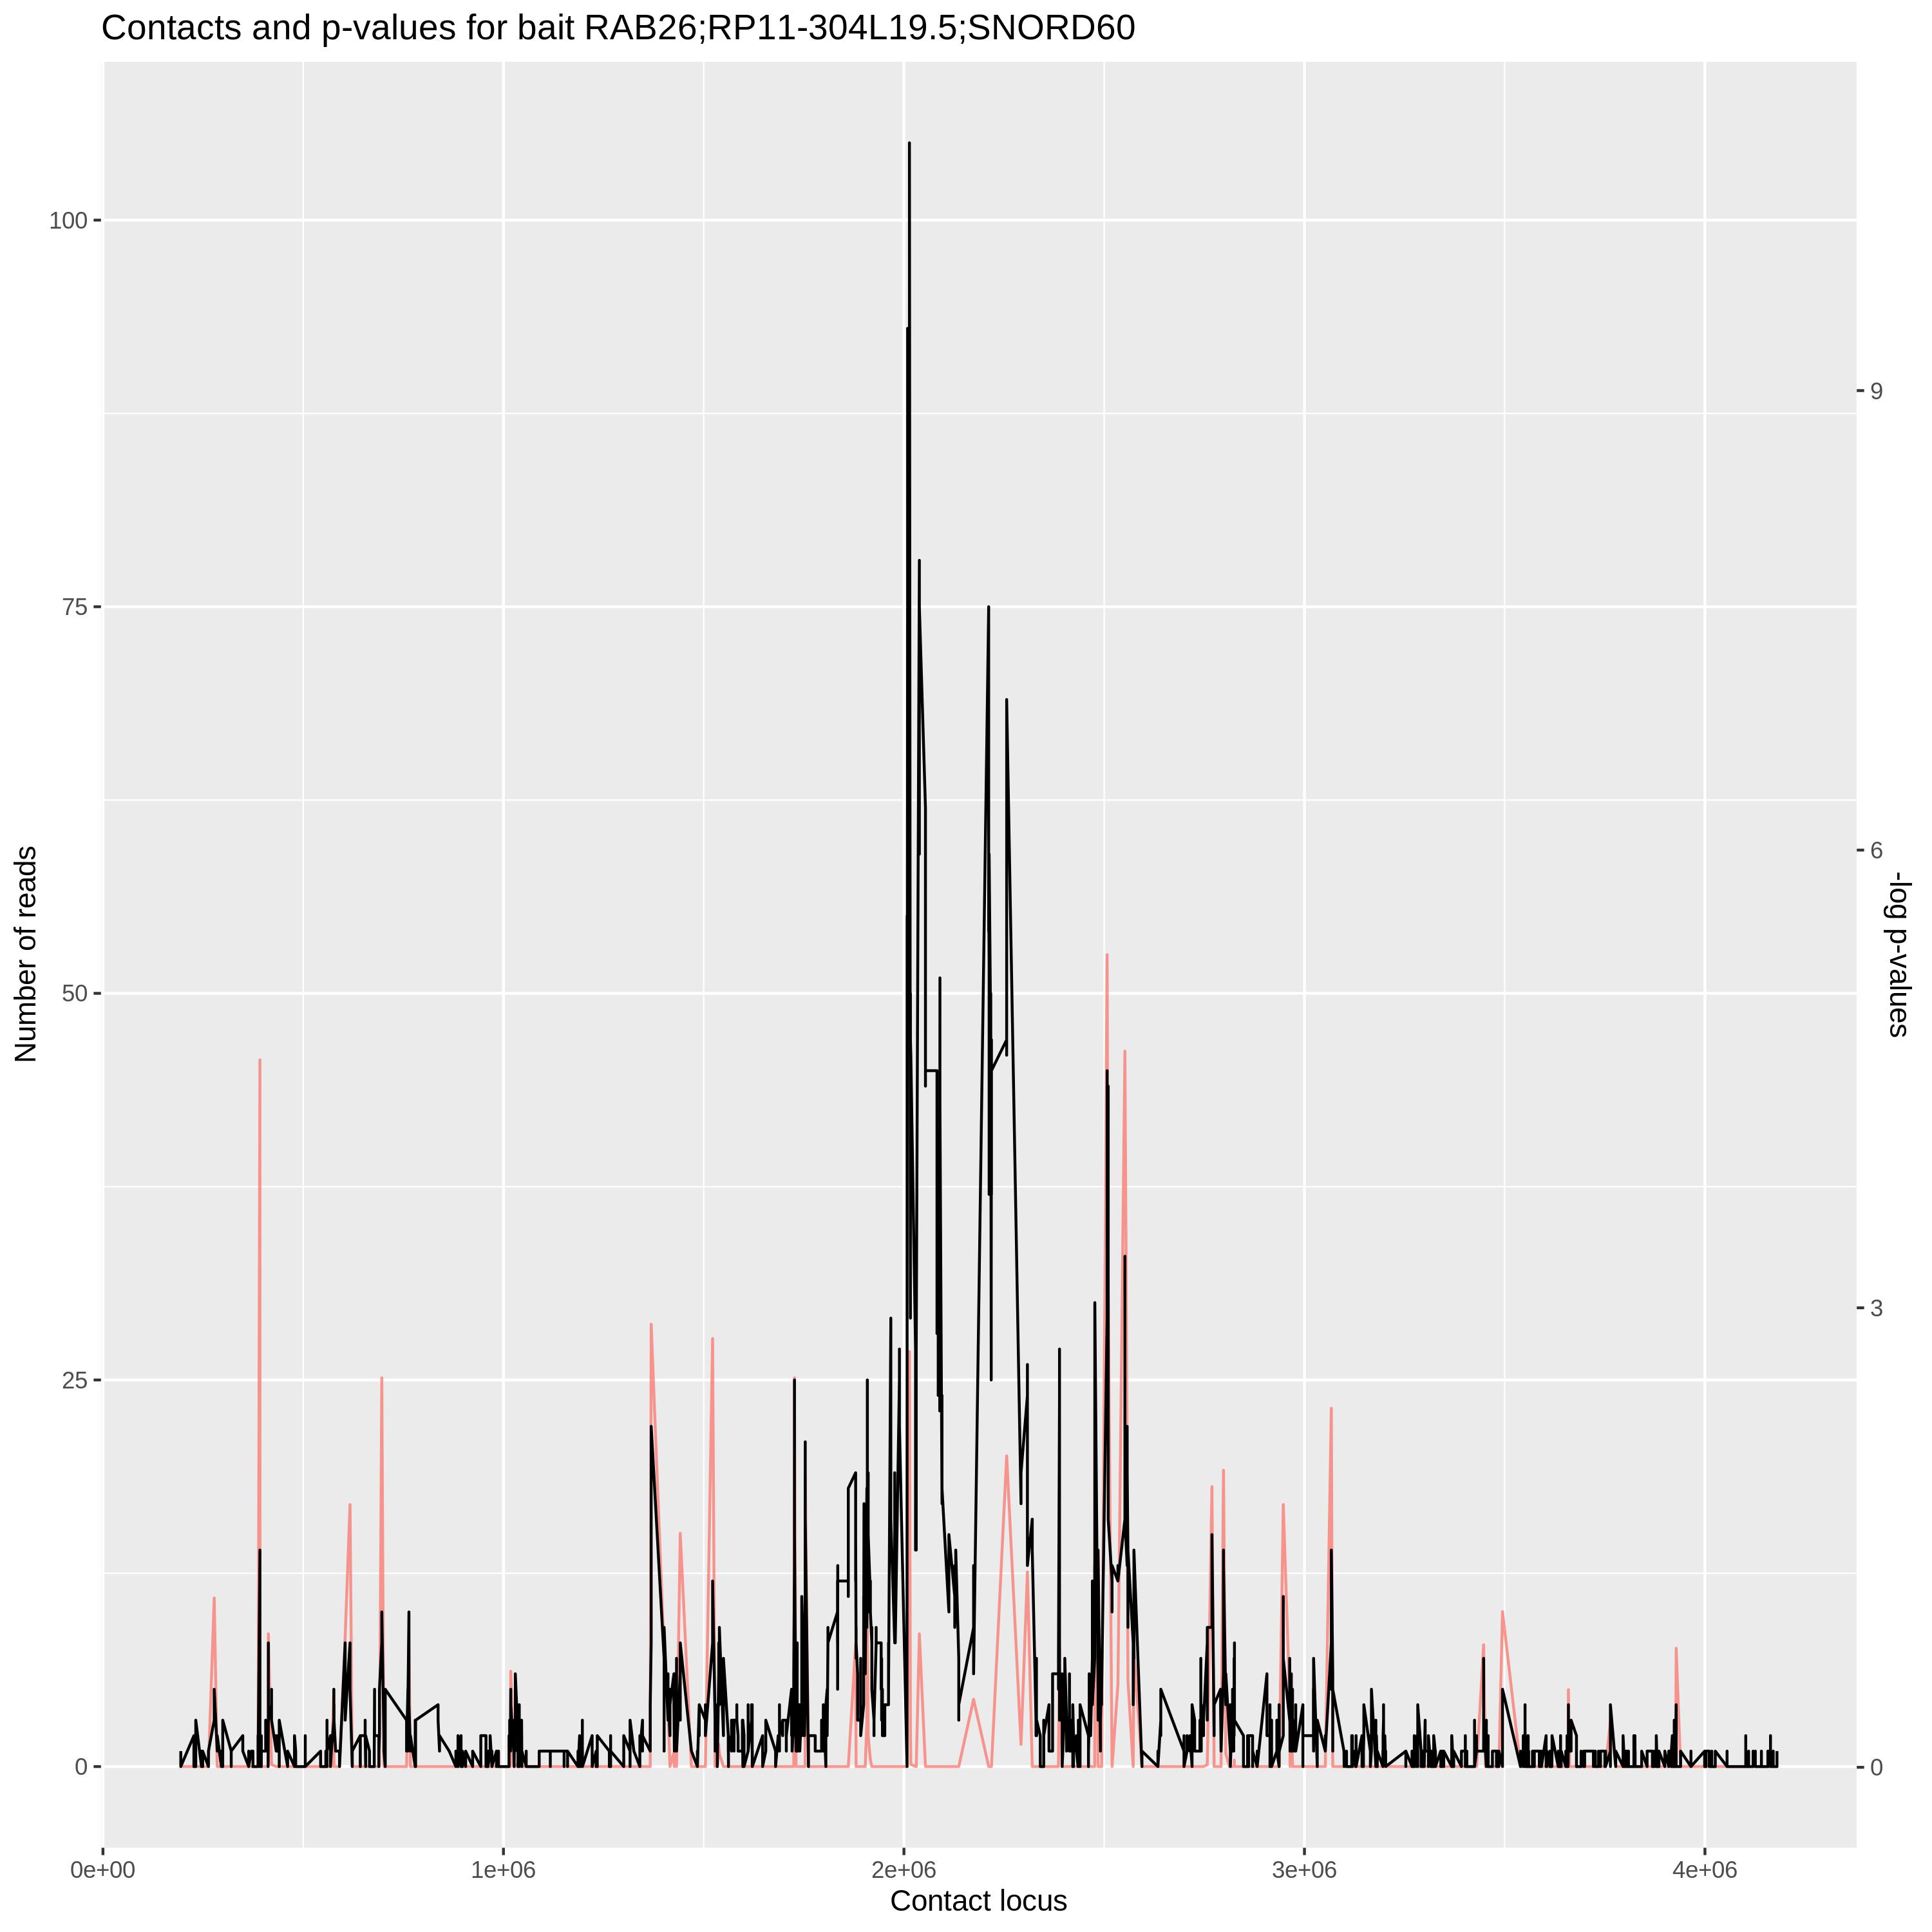 Contacts and p-values for bait RAB26;RP11-304L19.5;SNORD60
Number of reads
100
75
50
25
0
9
6
3
0
-log p-values
0e+00
1e+06
2e+06
3e+06
4e+06
Contact locus